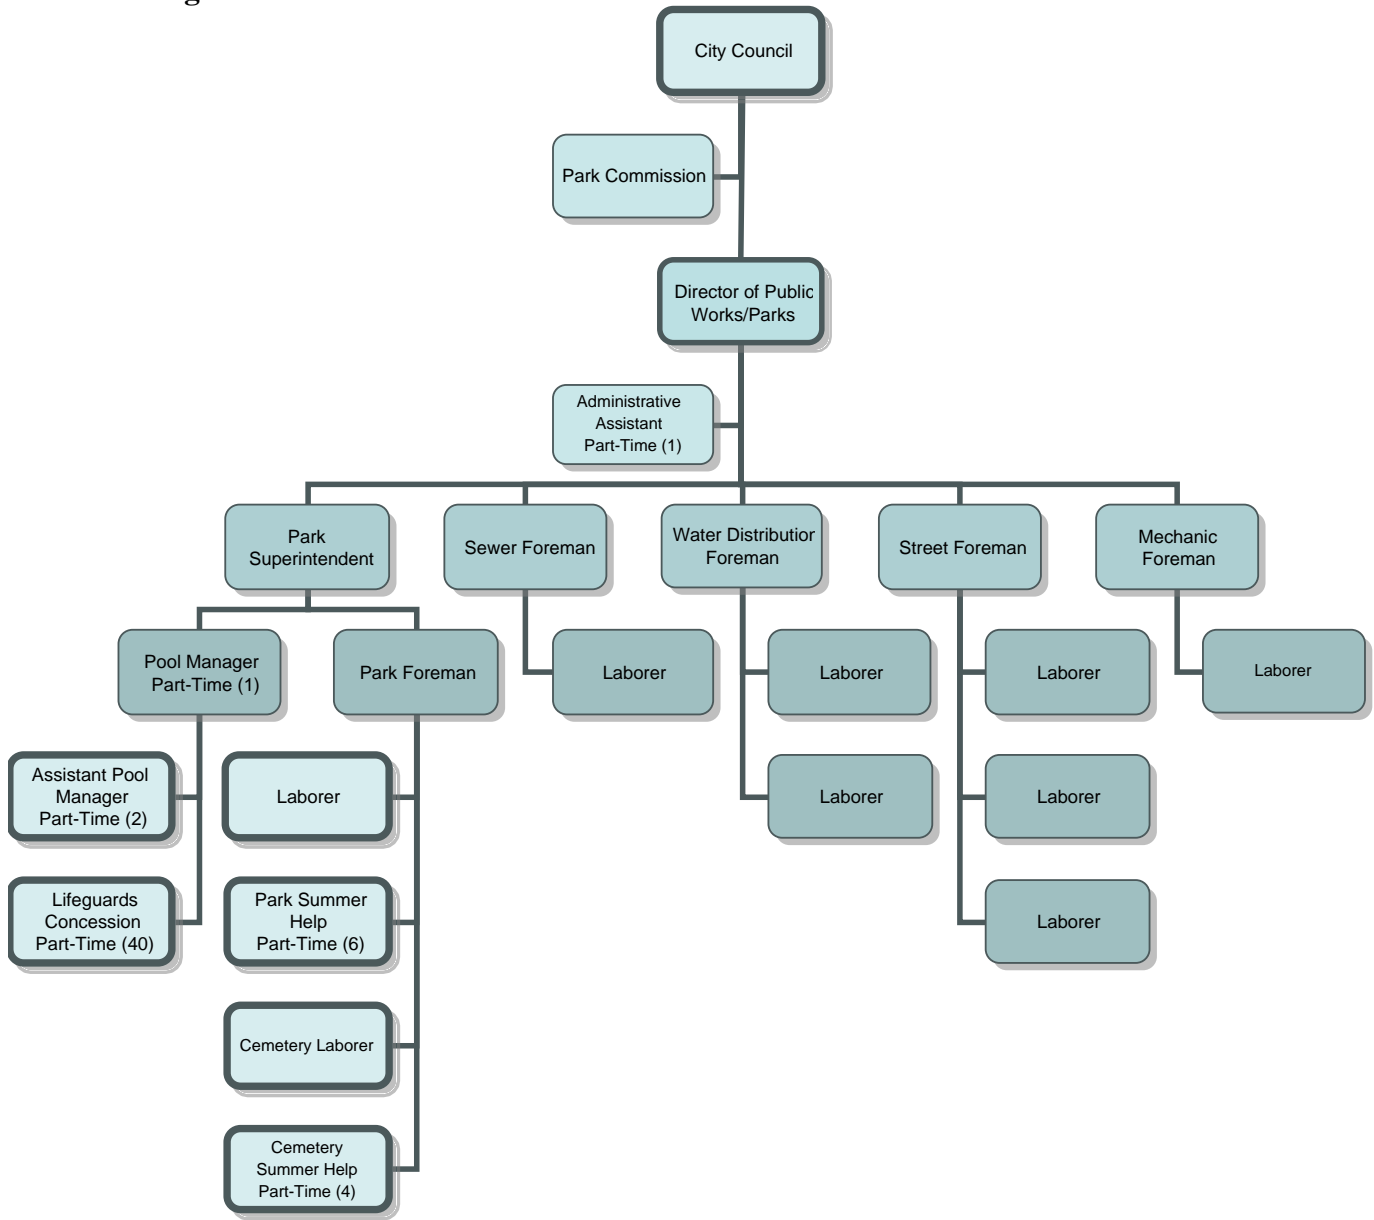 City Council
Park Commission
Director of Public
Works/Parks
Administrative
Assistant
Part-Time (1)
Park
Superintendent
Sewer Foreman
Water Distribution
Foreman
Street Foreman
Mechanic
Foreman
Pool Manager
Part-Time (1)
Park Foreman
Laborer
Laborer
Laborer
Laborer
Assistant Pool
Manager
Part-Time (2)
Laborer
Laborer
Laborer
Lifeguards
Concession
Part-Time (40)
Park Summer
Help
Part-Time (6)
Laborer
Cemetery Laborer
Cemetery
Summer Help
Part-Time (4)